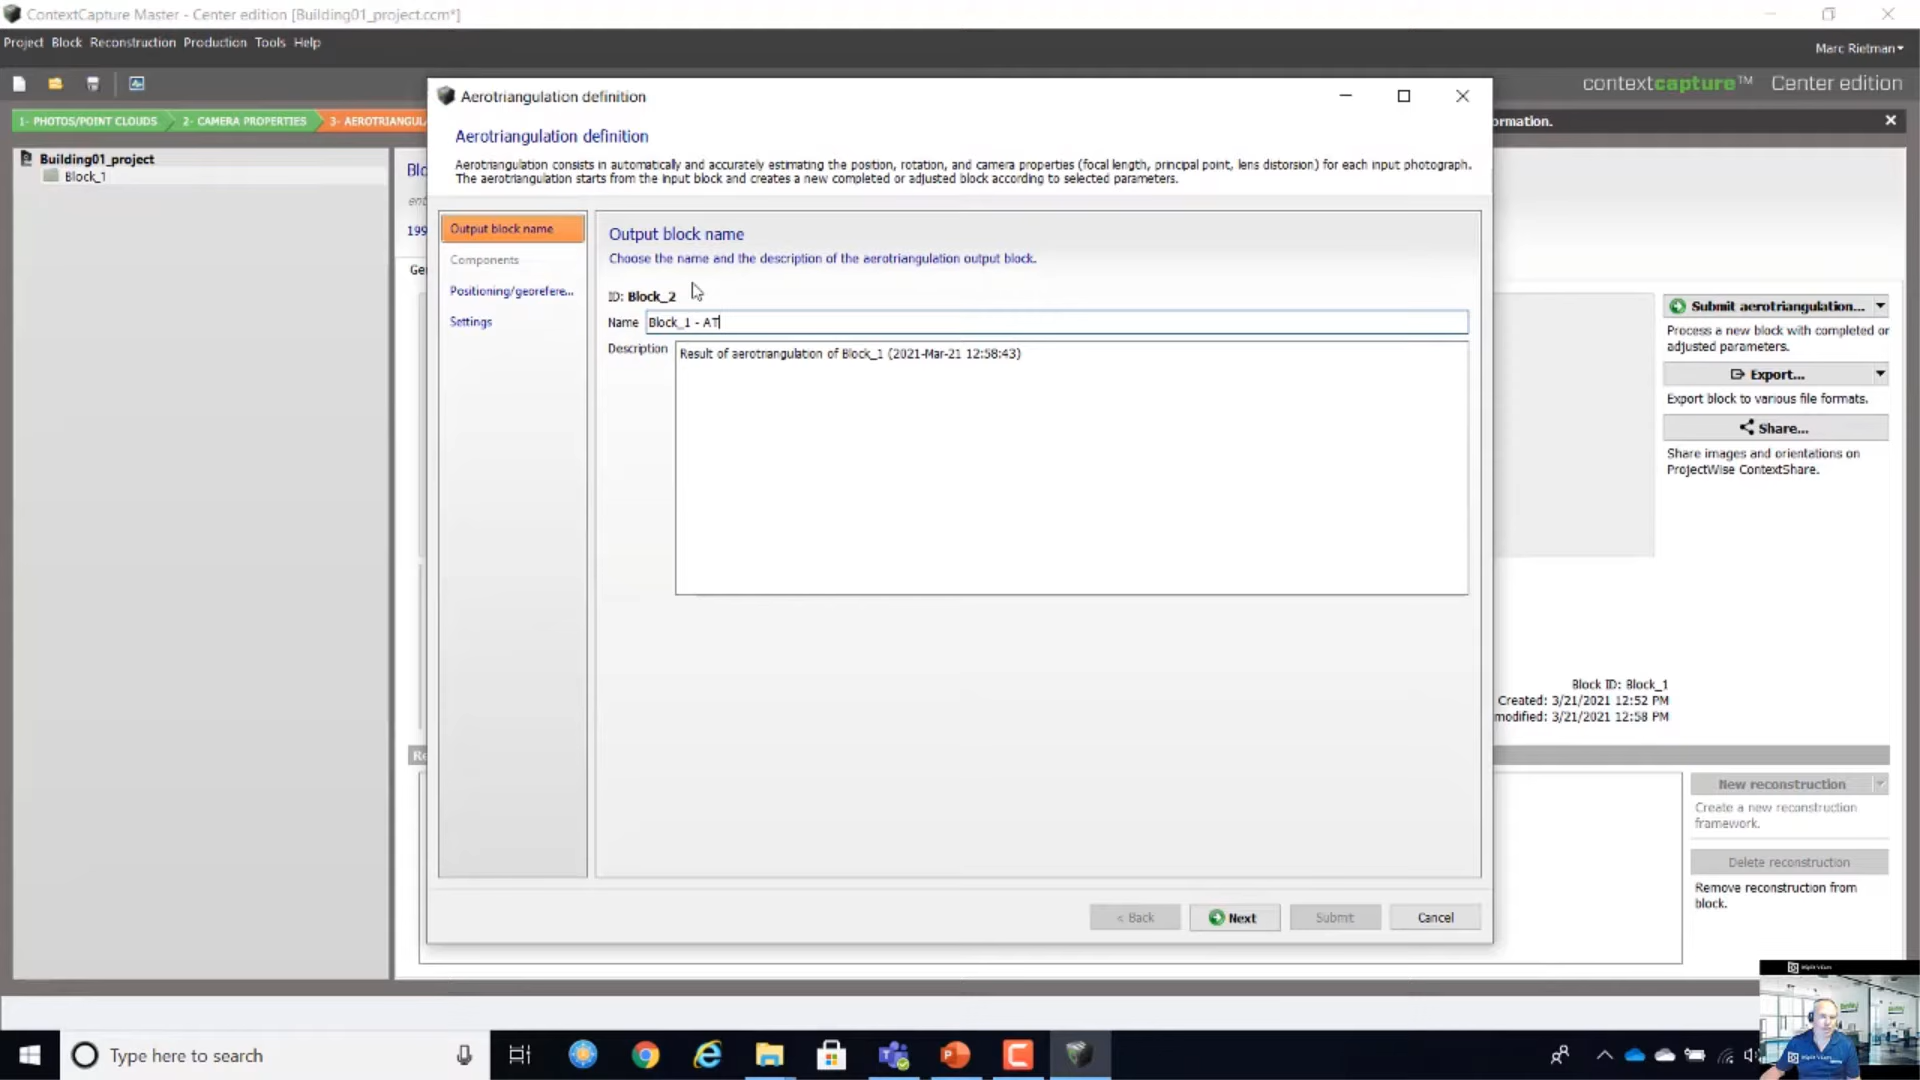 ContextCapture Master - Center edition [Building01_project.ccm*]
Project Block Reconstruction Production Tools Help
Marc Rietman
contextcapture™ Center edition
1- PHOTOS/POINT CLOUDS
2- CAMERA PROPERTIES
3- AEROTRIANGUL
ormation.
Building01_project
Block_1
Blo
199
Ge
Aerotriangulation definition
Aerotriangulation definition
Aerotriangulation consists in automatically and accurately estimating the position, rotation, and camera properties (focal length, principal point, lens distorsion) for each input photograph.
The aerotriangulation starts from the input block and creates a new completed or adjusted block according to selected parameters.
Output block name
Components
Positioning/georefere...
Settings
Output block name
Choose the name and the description of the aerotriangulation output block.
ID: Block_2
Name Block_1 - AT
Description Result of aerotriangulation of Block_1 (2021-Mar-21 12:58:43)
< Back
Next
Submit
Cancel
Submit aerotriangulation...
Process a new block with completed or
adjusted parameters.
Export...
Export block to various file formats.
Share...
Share images and orientations on
ProjectWise ContextShare.
Block ID: Block_1
Created: 3/21/2021 12:52 PM
modified: 3/21/2021 12:58 PM
Re
New reconstruction
Create a new reconstruction
framework.
Delete reconstruction
Remove reconstruction from
block.
Type here to search